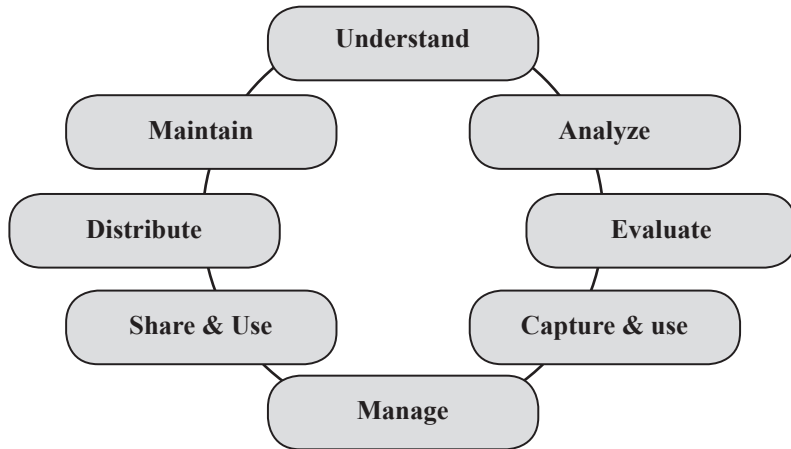 Understand
Maintain
Analyze
Distribute
Evaluate
Share & Use
Capture & use
Manage